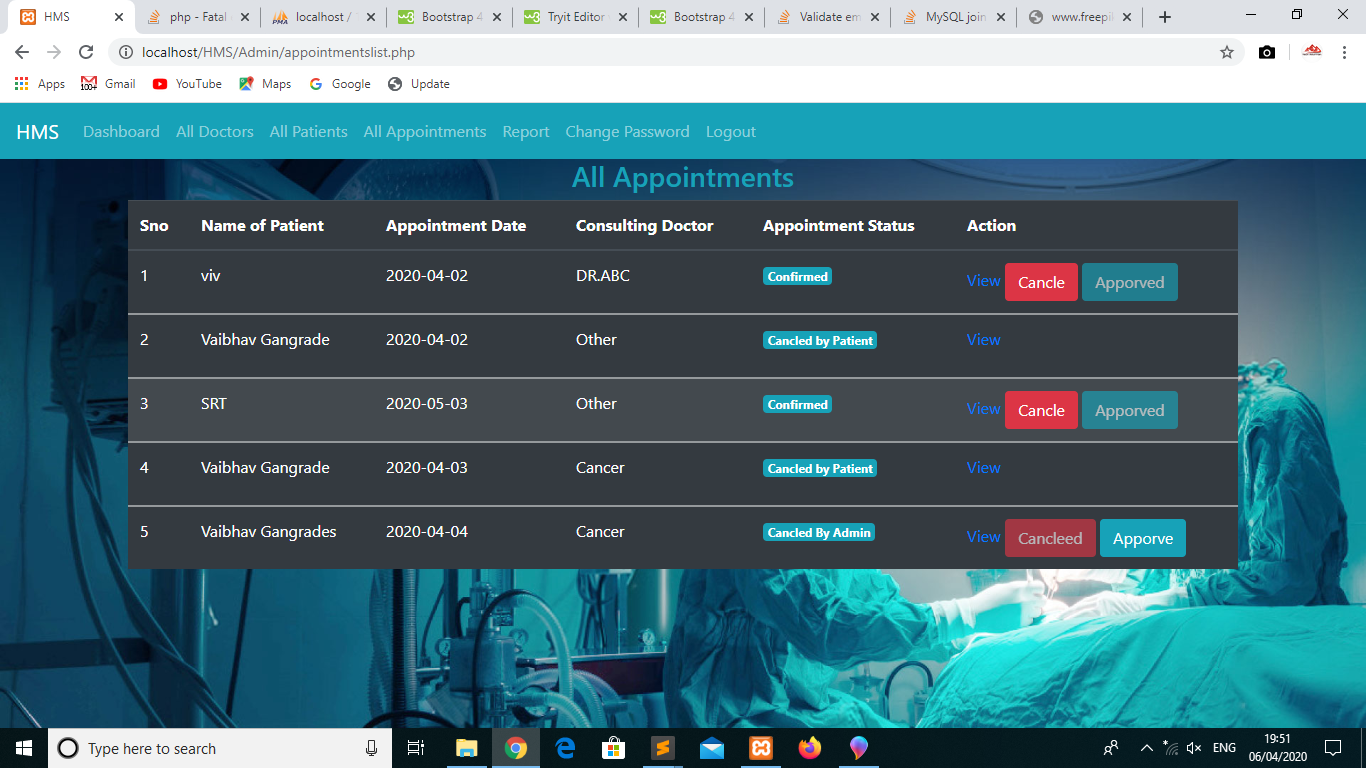 HMS
php - Fatal
localhost /
Bootstrap 4
Tryit Editor
Bootstrap 4
Validate em
MySQL join
www.freepi
localhost/HMS/Admin/appointmentslist.php
Apps Gmail YouTube Maps Google Update
HMS Dashboard All Doctors All Patients All Appointments Report Change Password Logout
All Appointments
Sno Name of Patient Appointment Date Consulting Doctor Appointment Status Action
1 viv 2020-04-02 DR.ABC Confirmed View Cancle Apporved
2 Vaibhav Gangrade 2020-04-02 Other Cancled by Patient View
3 SRT 2020-05-03 Other Confirmed View Cancle Apporved
4 Vaibhav Gangrade 2020-04-03 Cancer Cancled by Patient View
5 Vaibhav Gangrades 2020-04-04 Cancer Cancled By Admin View Cancleed Apporve
Type here to search
ENG
19:51
06/04/2020